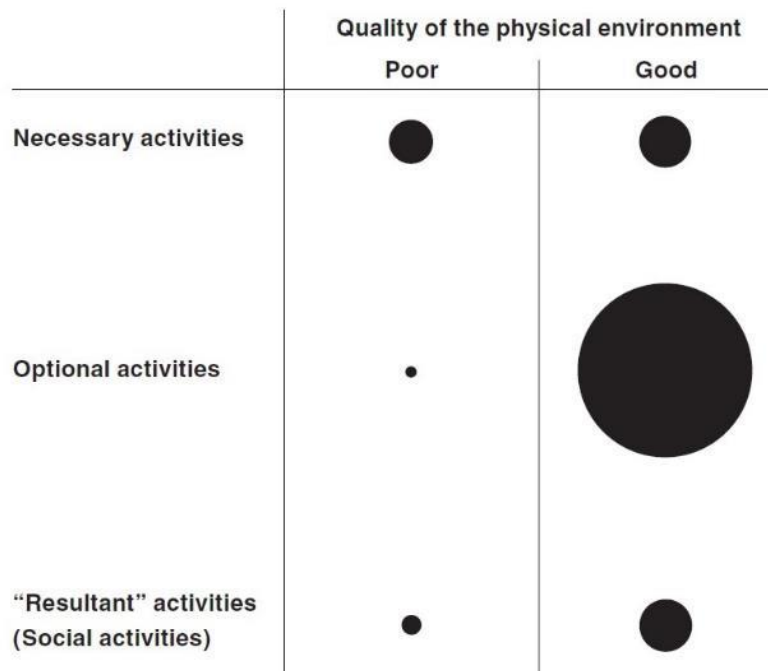 Quality of the physical environment
Poor Good
Necessary activities
Optional activities
“Resultant” activities
(Social activities)